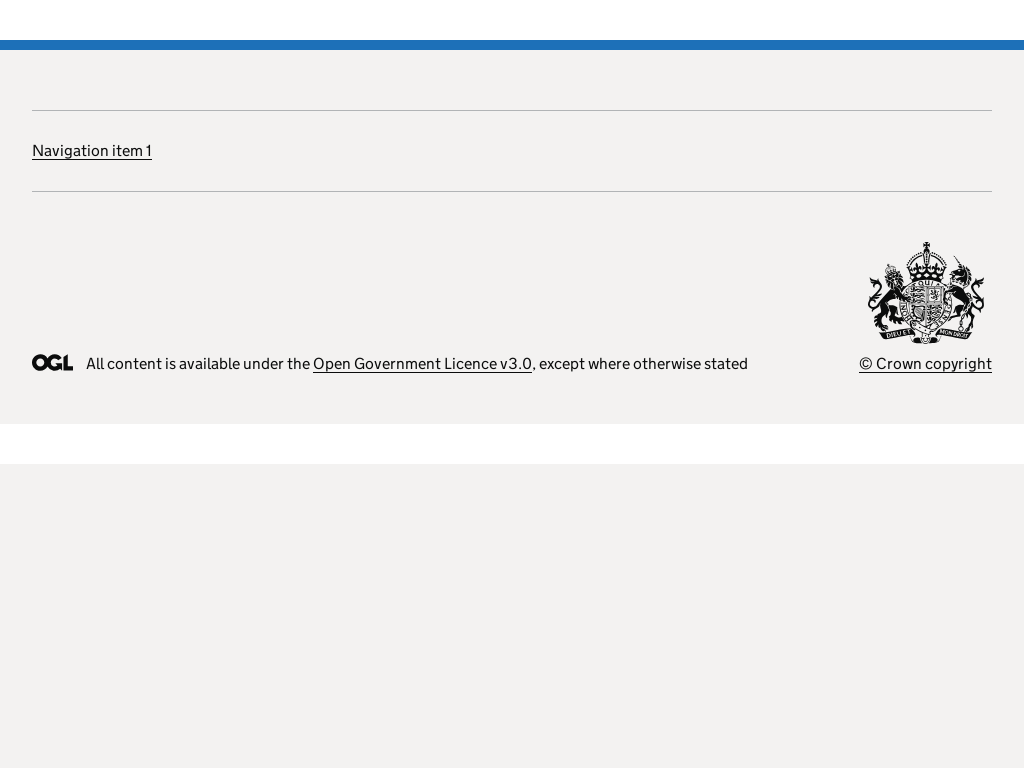 Navigation item 1
DIEU ET MON DROIT
OGL All content is available under the Open Government Licence v3.0, except where otherwise stated
© Crown copyright